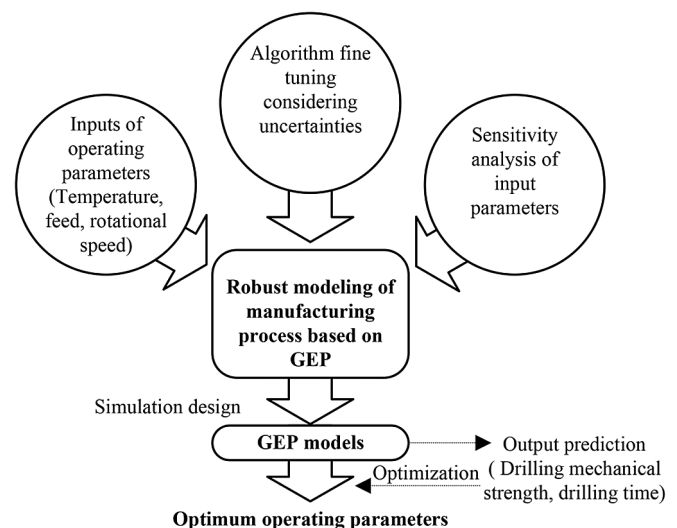 Algorithm fine
tuning
considering
uncertainties
Inputs of
operating
parameters
(Temperature,
feed, rotational
speed)
Sensitivity
analysis of
input
parameters
Robust modeling of
manufacturing
process based on
GEP
Simulation design
GEP models
Output prediction
( Drilling mechanical
strength, drilling time)
Optimization
Optimum operating parameters